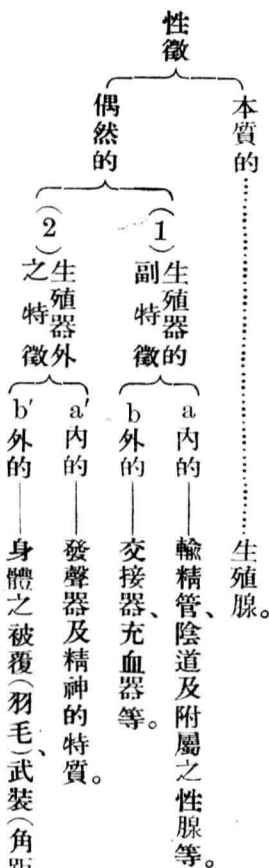 性徵
本質的……生殖腺。
偶然的
(1)生殖器的副特徵
a內的——輸精管、陰道及附屬之性腺等。
b外的——交接器、充血器等。
(2)生殖器外之特徵
a′內的——發聲器及精神的特質。
b′外的——身體之被覆(羽毛)、武裝(角距